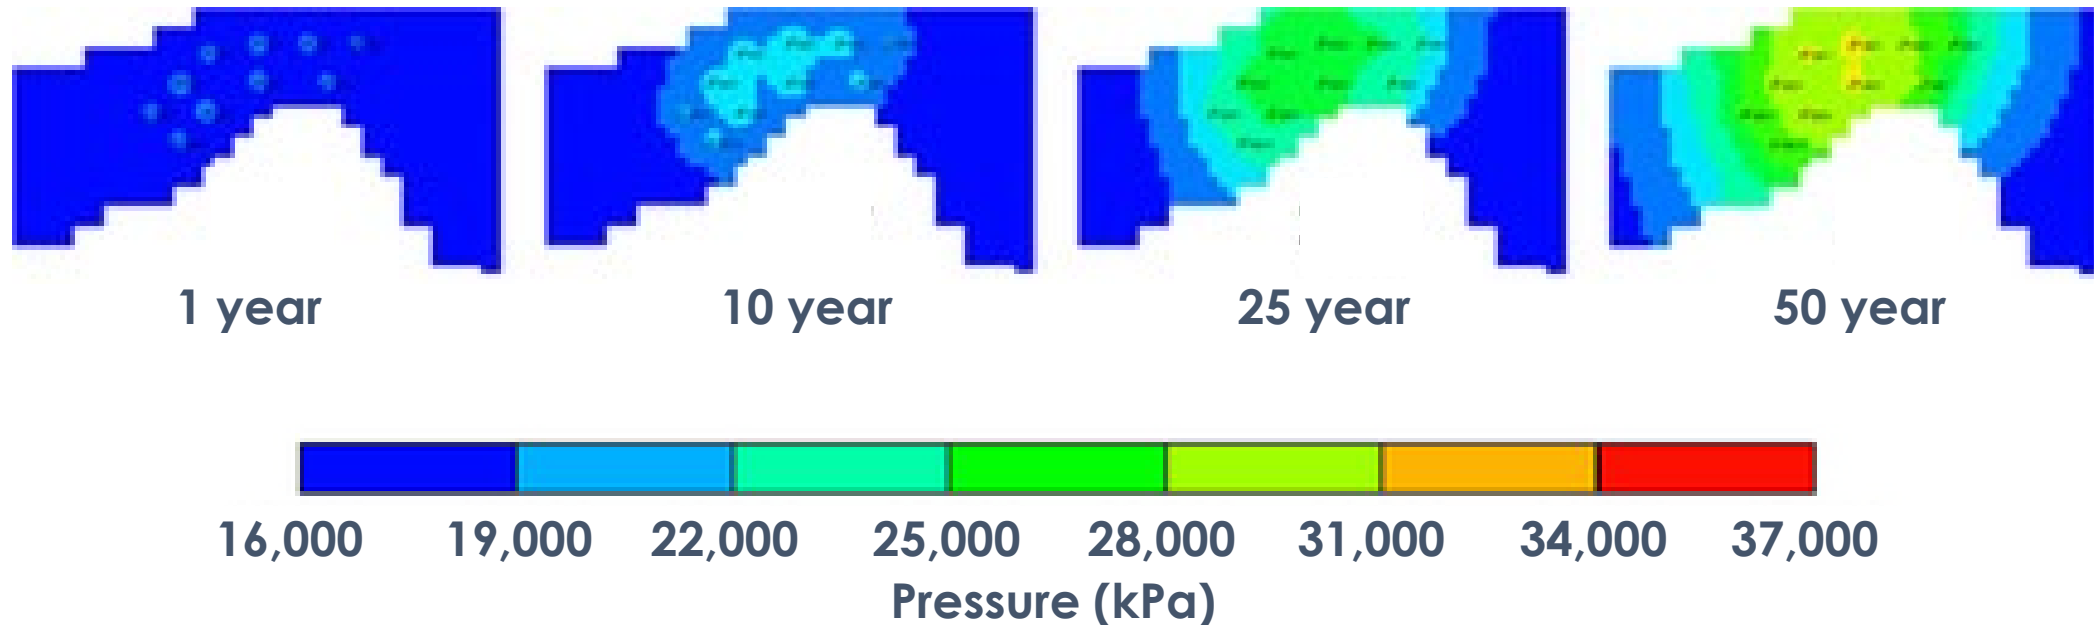 1 year
10 year
25 year
50 year
16,000 19,000 22,000 25,000 28,000 31,000 34,000 37,000
Pressure (kPa)